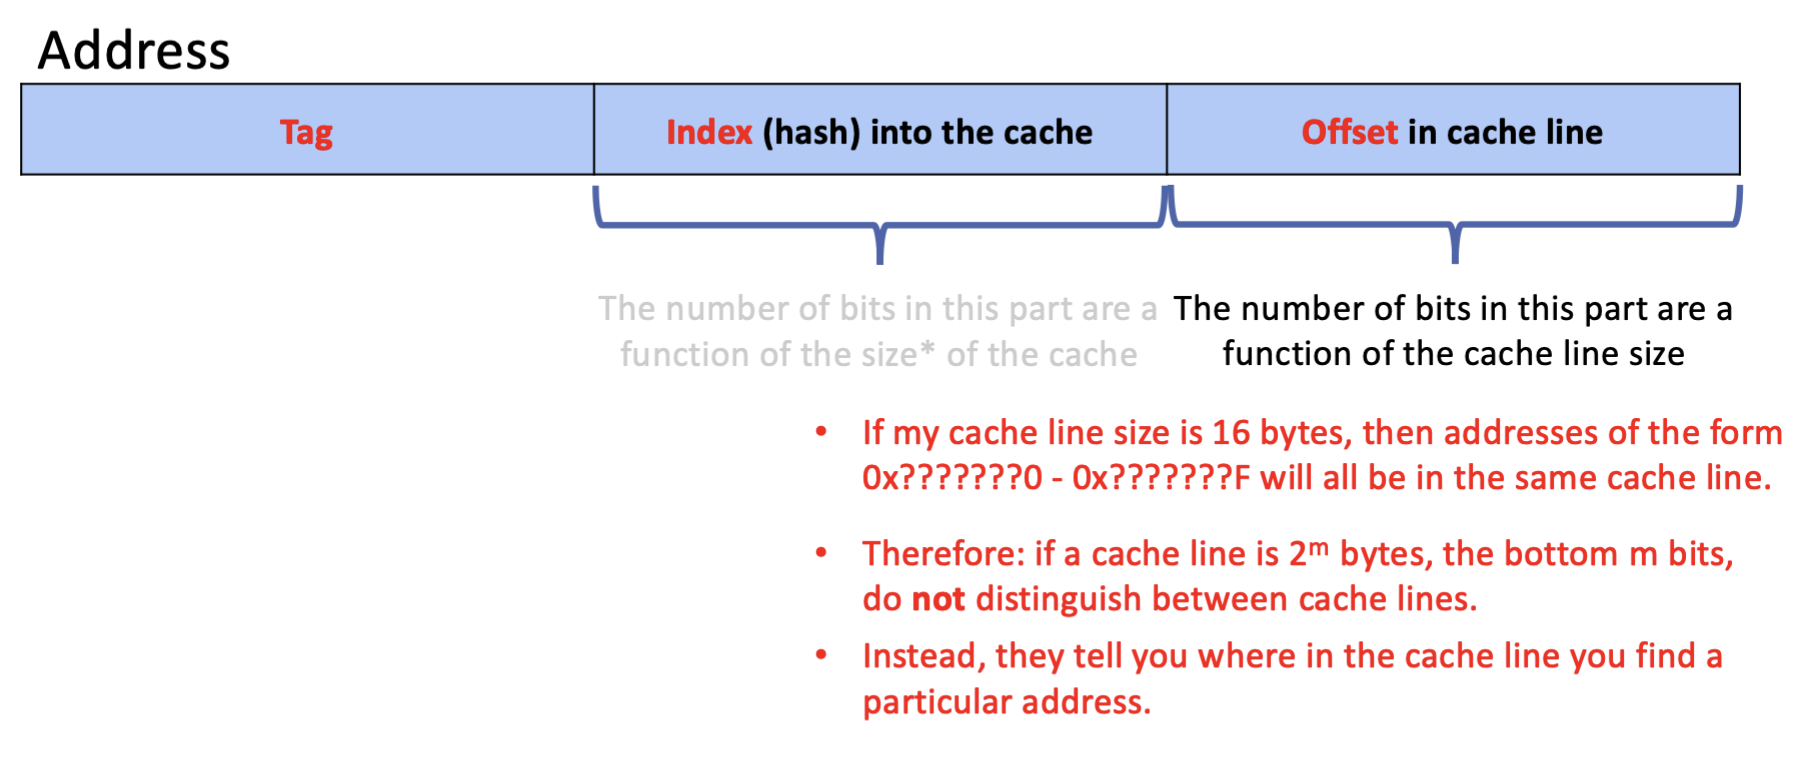 Address
Tag
Index (hash) into the cache
Offset in cache line
The number of bits in this part are a
function of the size* of the cache
The number of bits in this part are a
function of the cache line size
• If my cache line size is 16 bytes, then addresses of the form
0x???????0 - 0x???????F will all be in the same cache line.
• Therefore: if a cache line is 2ᵐ bytes, the bottom m bits,
do not distinguish between cache lines.
• Instead, they tell you where in the cache line you find a
particular address.